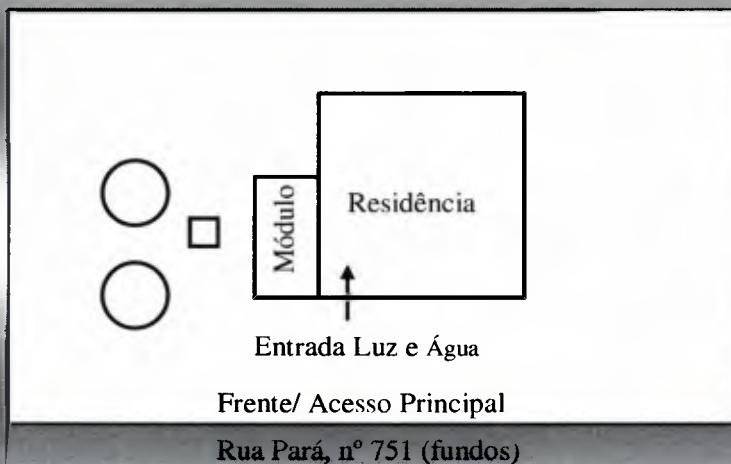 Módulo
Residência
Entrada Luz e Água
Frente/ Acesso Principal
Rua Pará, nº 751 (fundos)